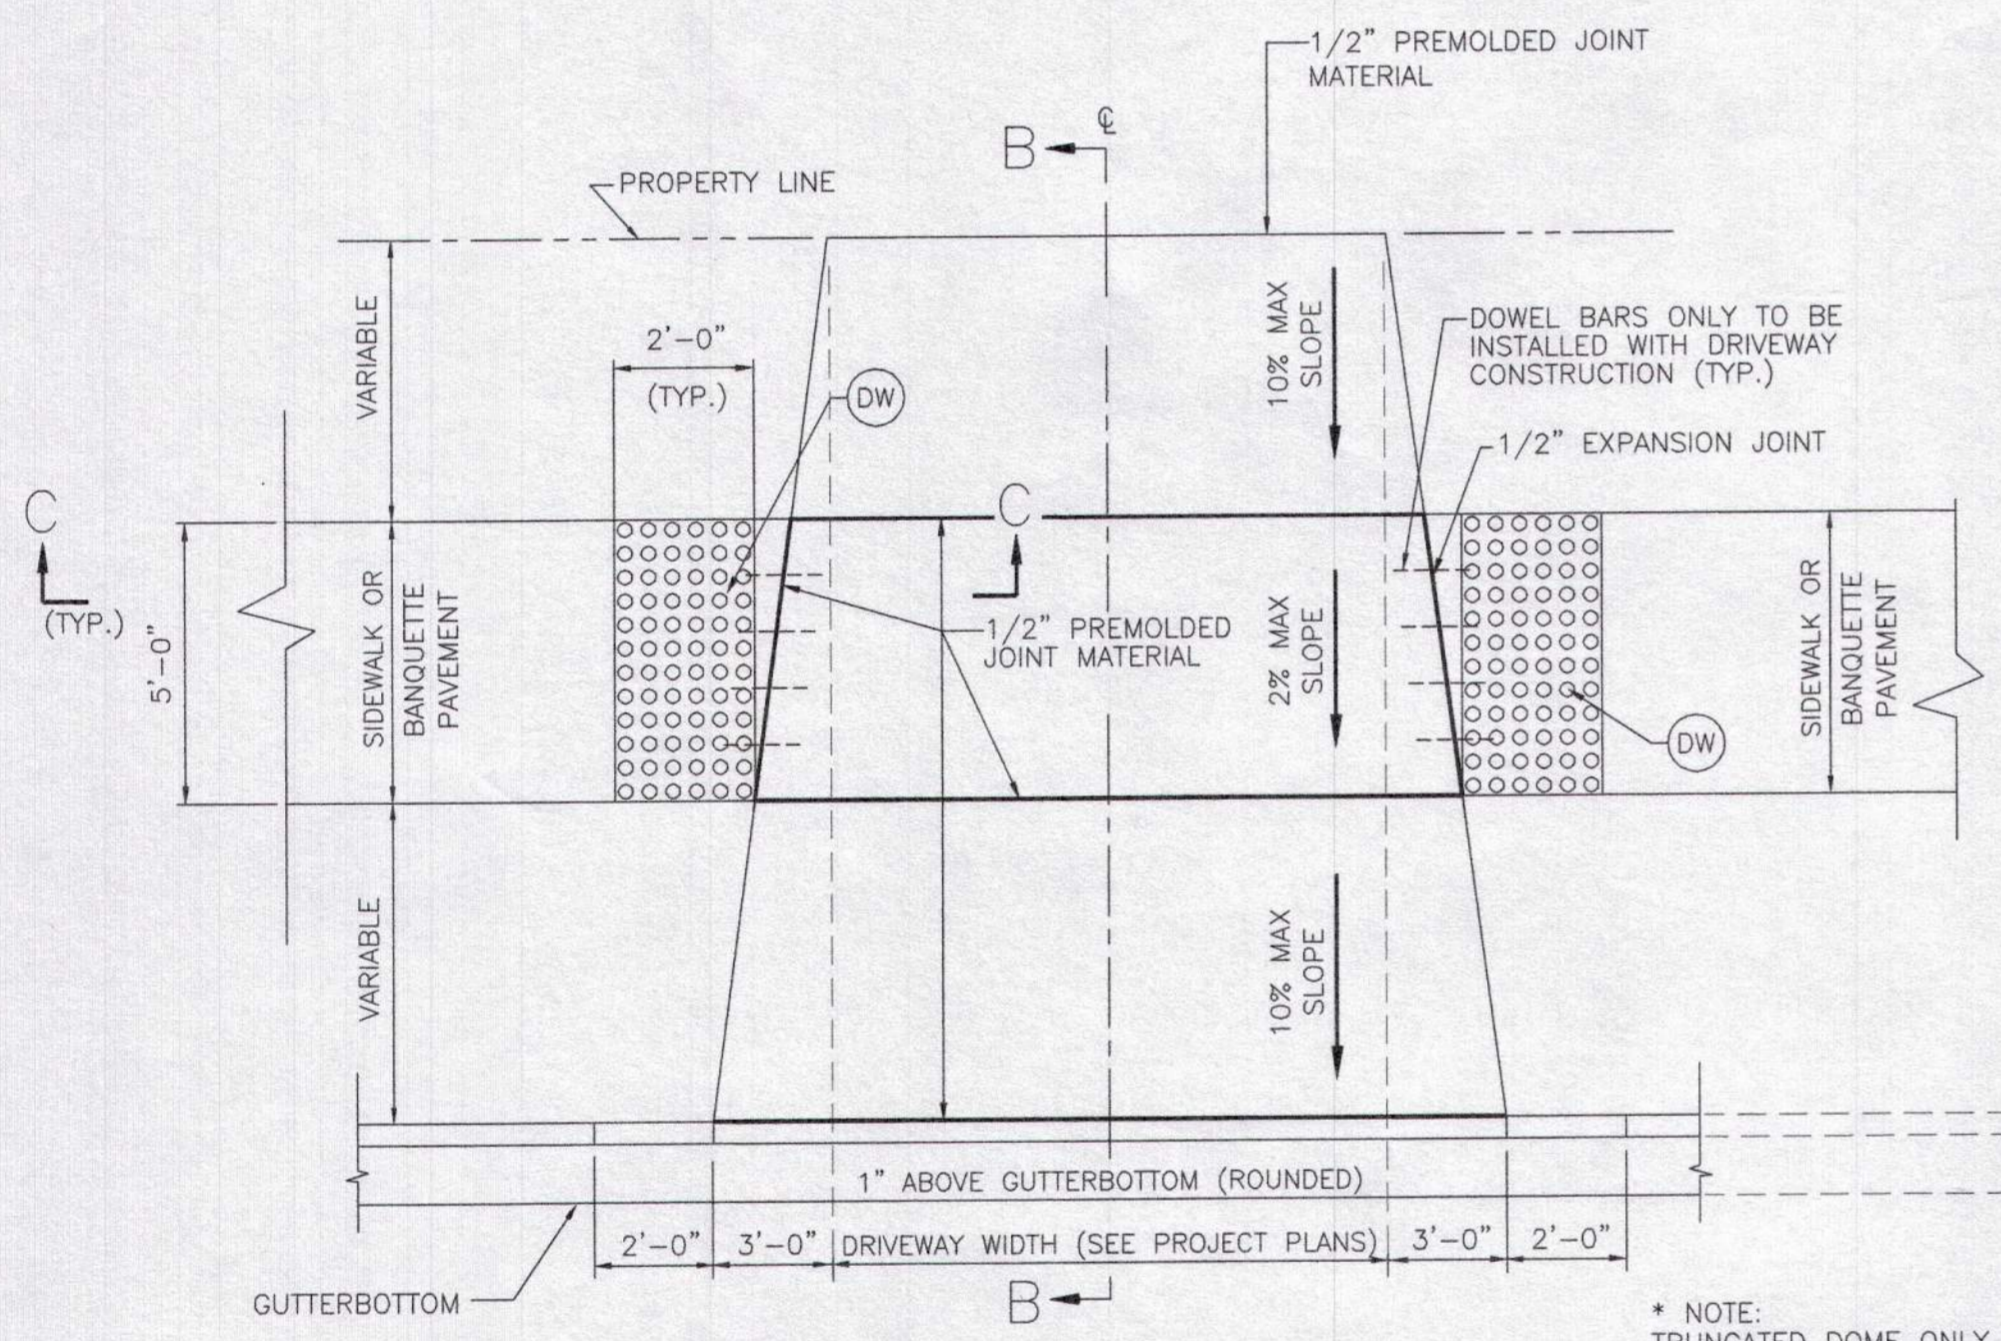 1/2" PREMOLDED JOINT
MATERIAL
B
℄
PROPERTY LINE
VARIABLE
2'-0"
(TYP.)
DW
10% MAX
SLOPE
DOWEL BARS ONLY TO BE
INSTALLED WITH DRIVEWAY
CONSTRUCTION (TYP.)
1/2" EXPANSION JOINT
C
(TYP.)
5'-0"
SIDEWALK OR
BANQUETTE
PAVEMENT
C
1/2" PREMOLDED
JOINT MATERIAL
2% MAX
SLOPE
DW
SIDEWALK OR
BANQUETTE
PAVEMENT
VARIABLE
10% MAX
SLOPE
1" ABOVE GUTTERBOTTOM (ROUNDED)
2'-0" 3'-0" DRIVEWAY WIDTH (SEE PROJECT PLANS) 3'-0" 2'-0"
GUTTERBOTTOM
B
* NOTE:
TRUNCATED DOME ONLY